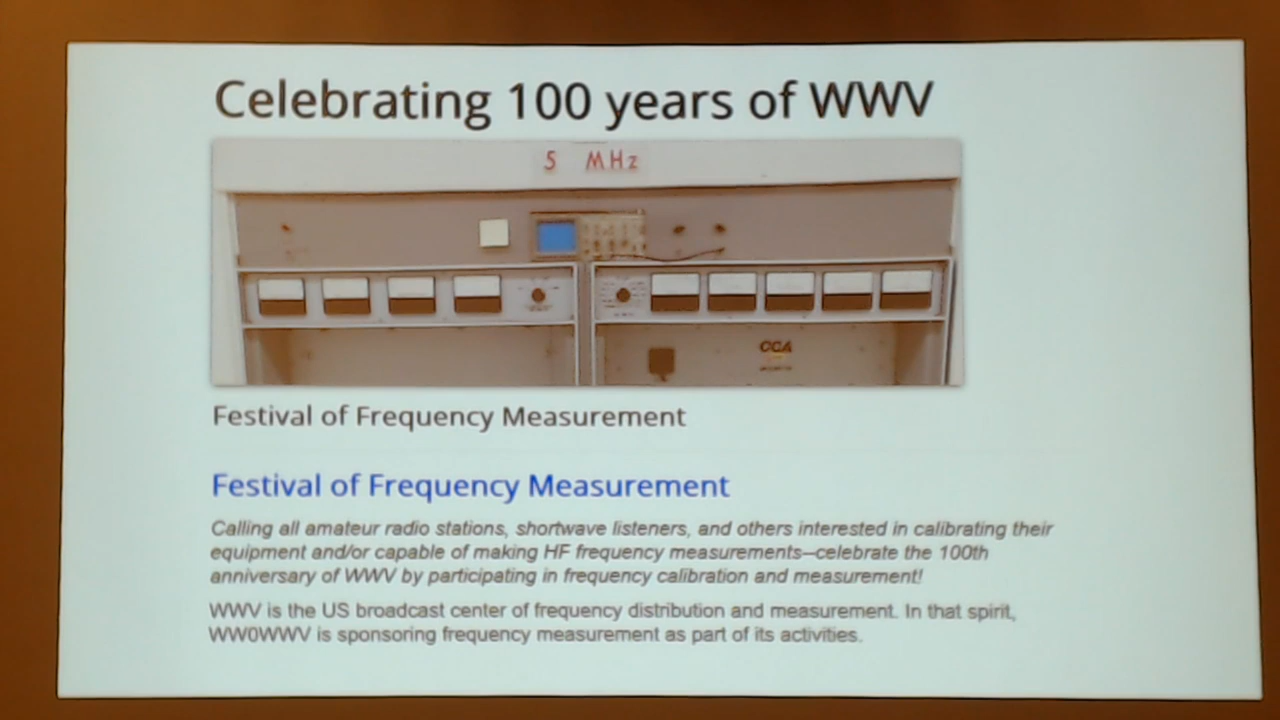 Celebrating 100 years of WWV
5 MHz
CCA
Festival of Frequency Measurement
Festival of Frequency Measurement
Calling all amateur radio stations, shortwave listeners, and others interested in calibrating their
equipment and/or capable of making HF frequency measurements–celebrate the 100th
anniversary of WWV by participating in frequency calibration and measurement!
WWV is the US broadcast center of frequency distribution and measurement. In that spirit,
WW0WWV is sponsoring frequency measurement as part of its activities.